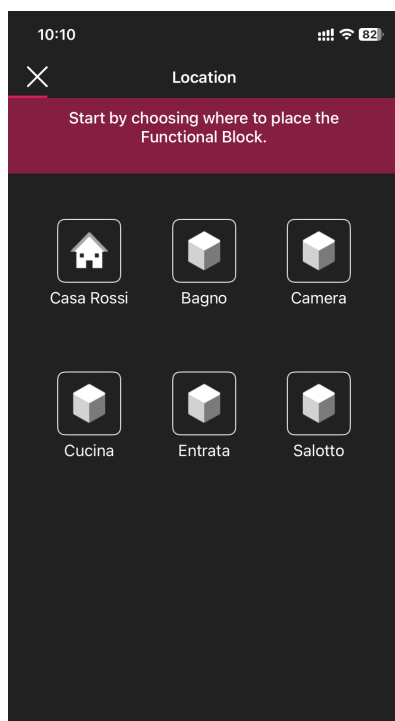 10:10
82
Location
Start by choosing where to place the
Functional Block.
Casa Rossi
Bagno
Camera
Cucina
Entrata
Salotto